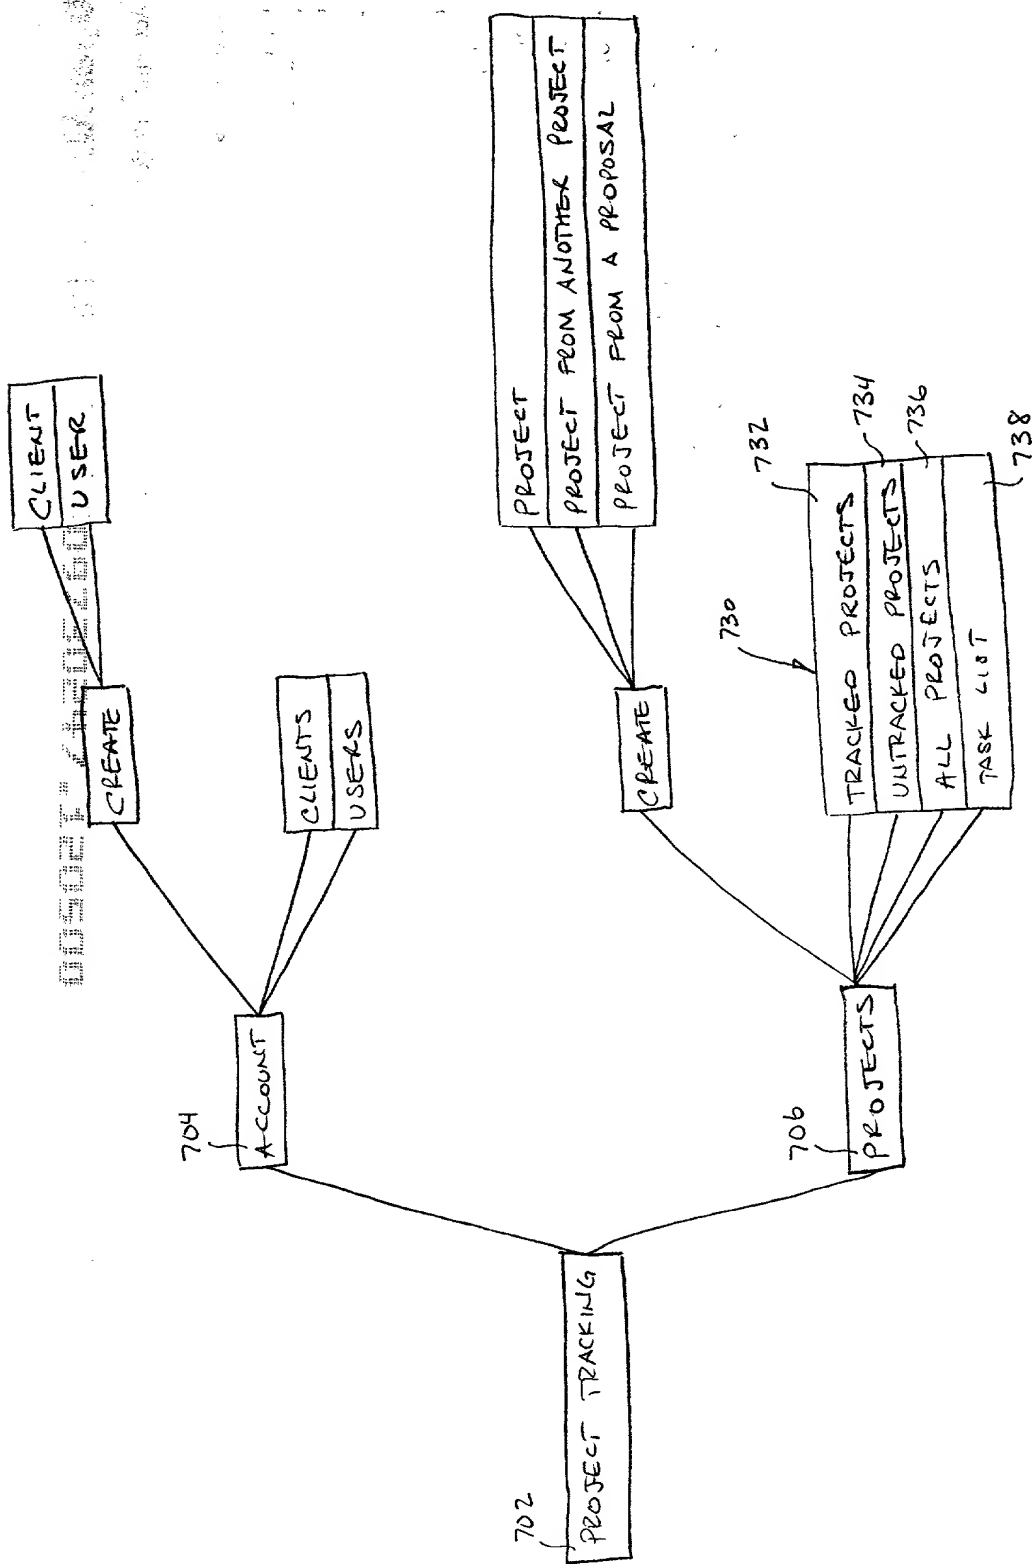 702
PROJECT TRACKING
704
ACCOUNT
CREATE
CLIENT
USER
CLIENTS
USERS
706
PROJECTS
CREATE
PROJECT
PROJECT FROM ANOTHER PROJECT
PROJECT FROM A PROPOSAL
730
TRACKED PROJECTS
732
UNTRACKED PROJECTS
734
ALL PROJECTS
736
TASK LIST
738